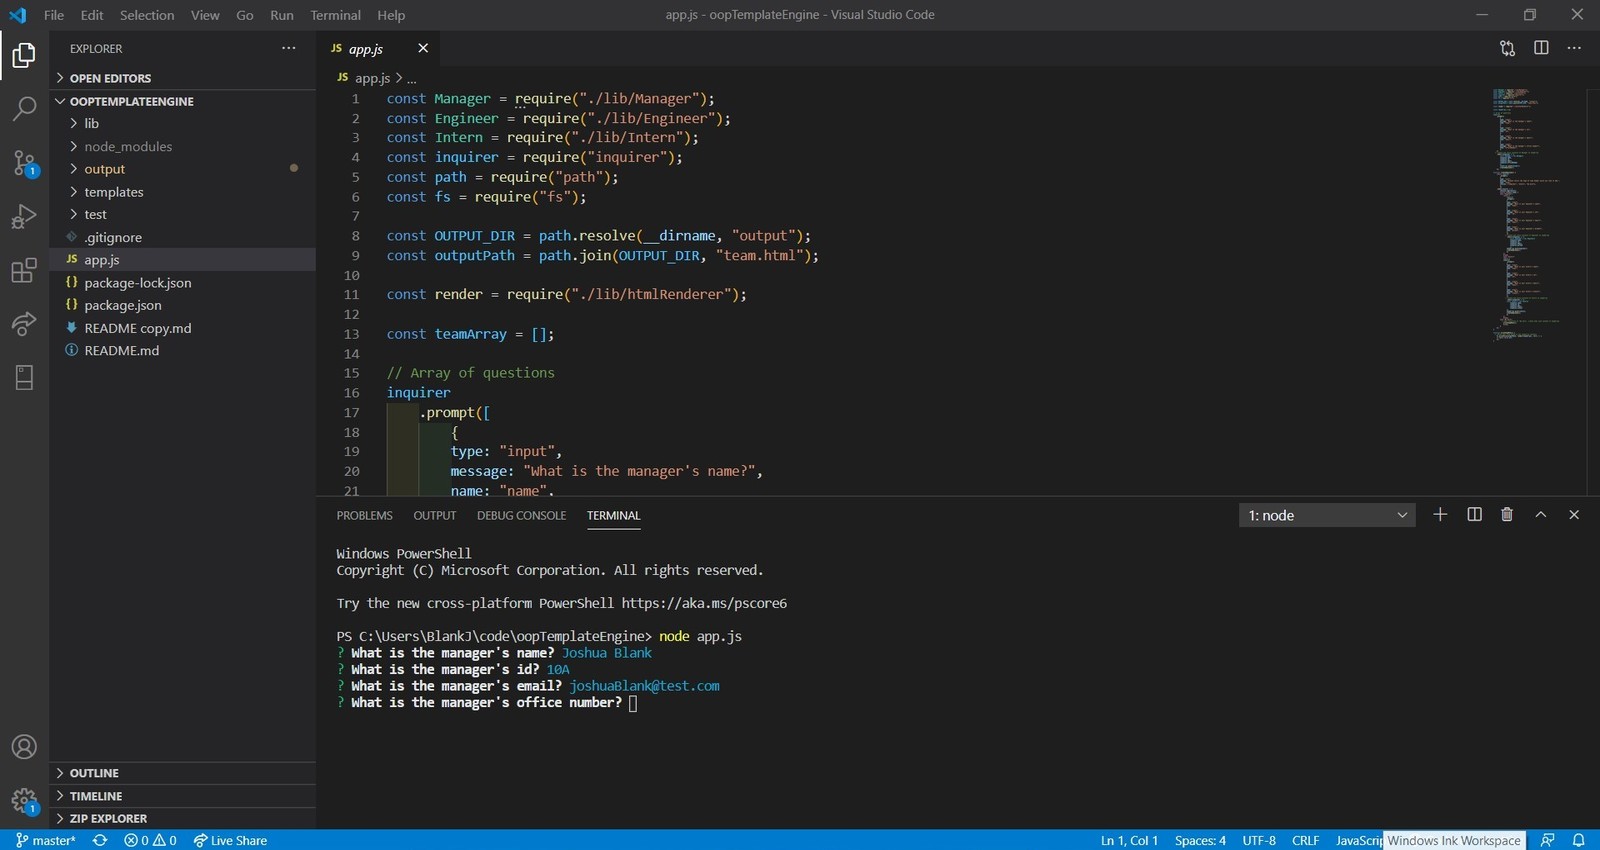 File Edit Selection View Go Run Terminal Help
app.js - oopTemplateEngine - Visual Studio Code
EXPLORER
OPEN EDITORS
OOPTEMPLATEENGINE
lib
node_modules
output
templates
test
.gitignore
JS app.js
{} package-lock.json
{} package.json
README copy.md
README.md
OUTLINE
TIMELINE
ZIP EXPLORER
1
1
JS app.js
JS app.js > ...
1 const Manager = require("./lib/Manager");
2 const Engineer = require("./lib/Engineer");
3 const Intern = require("./lib/Intern");
4 const inquirer = require("inquirer");
5 const path = require("path");
6 const fs = require("fs");
7
8 const OUTPUT_DIR = path.resolve(__dirname, "output");
9 const outputPath = path.join(OUTPUT_DIR, "team.html");
10
11 const render = require("./lib/htmlRenderer");
12
13 const teamArray = [];
14
15 // Array of questions
16 inquirer
17 .prompt([
18 {
19 type: "input",
20 message: "What is the manager's name?",
21 name: "name",
PROBLEMS OUTPUT DEBUG CONSOLE TERMINAL
1: node
Windows PowerShell
Copyright (C) Microsoft Corporation. All rights reserved.
Try the new cross-platform PowerShell https://aka.ms/pscore6
PS C:\Users\BlankJ\code\oopTemplateEngine> node app.js
? What is the manager's name? Joshua Blank
? What is the manager's id? 10A
? What is the manager's email? joshuaBlank@test.com
? What is the manager's office number?
master* 0 0 Live Share
Ln 1, Col 1 Spaces: 4 UTF-8 CRLF JavaScrip Windows Ink Workspace